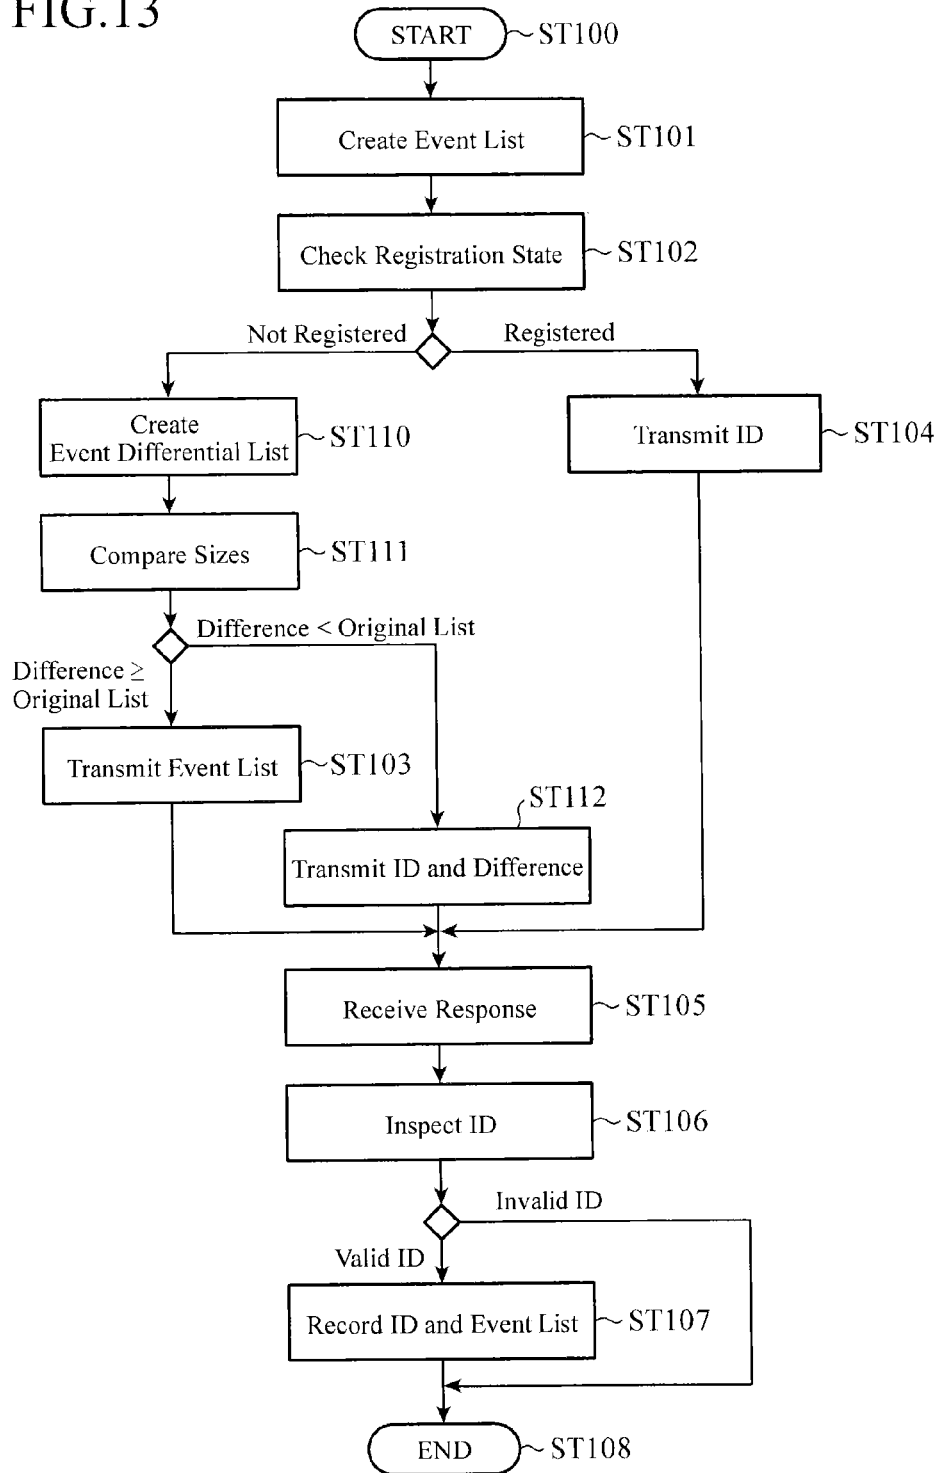 FIG.13
START
ST100
Create Event List
ST101
Check Registration State
ST102
Not Registered
Registered
Create
Event Differential List
ST110
Transmit ID
ST104
Compare Sizes
ST111
Difference < Original List
Difference ≥
Original List
Transmit Event List
ST103
ST112
Transmit ID and Difference
Receive Response
ST105
Inspect ID
ST106
Invalid ID
Valid ID
Record ID and Event List
ST107
END
ST108